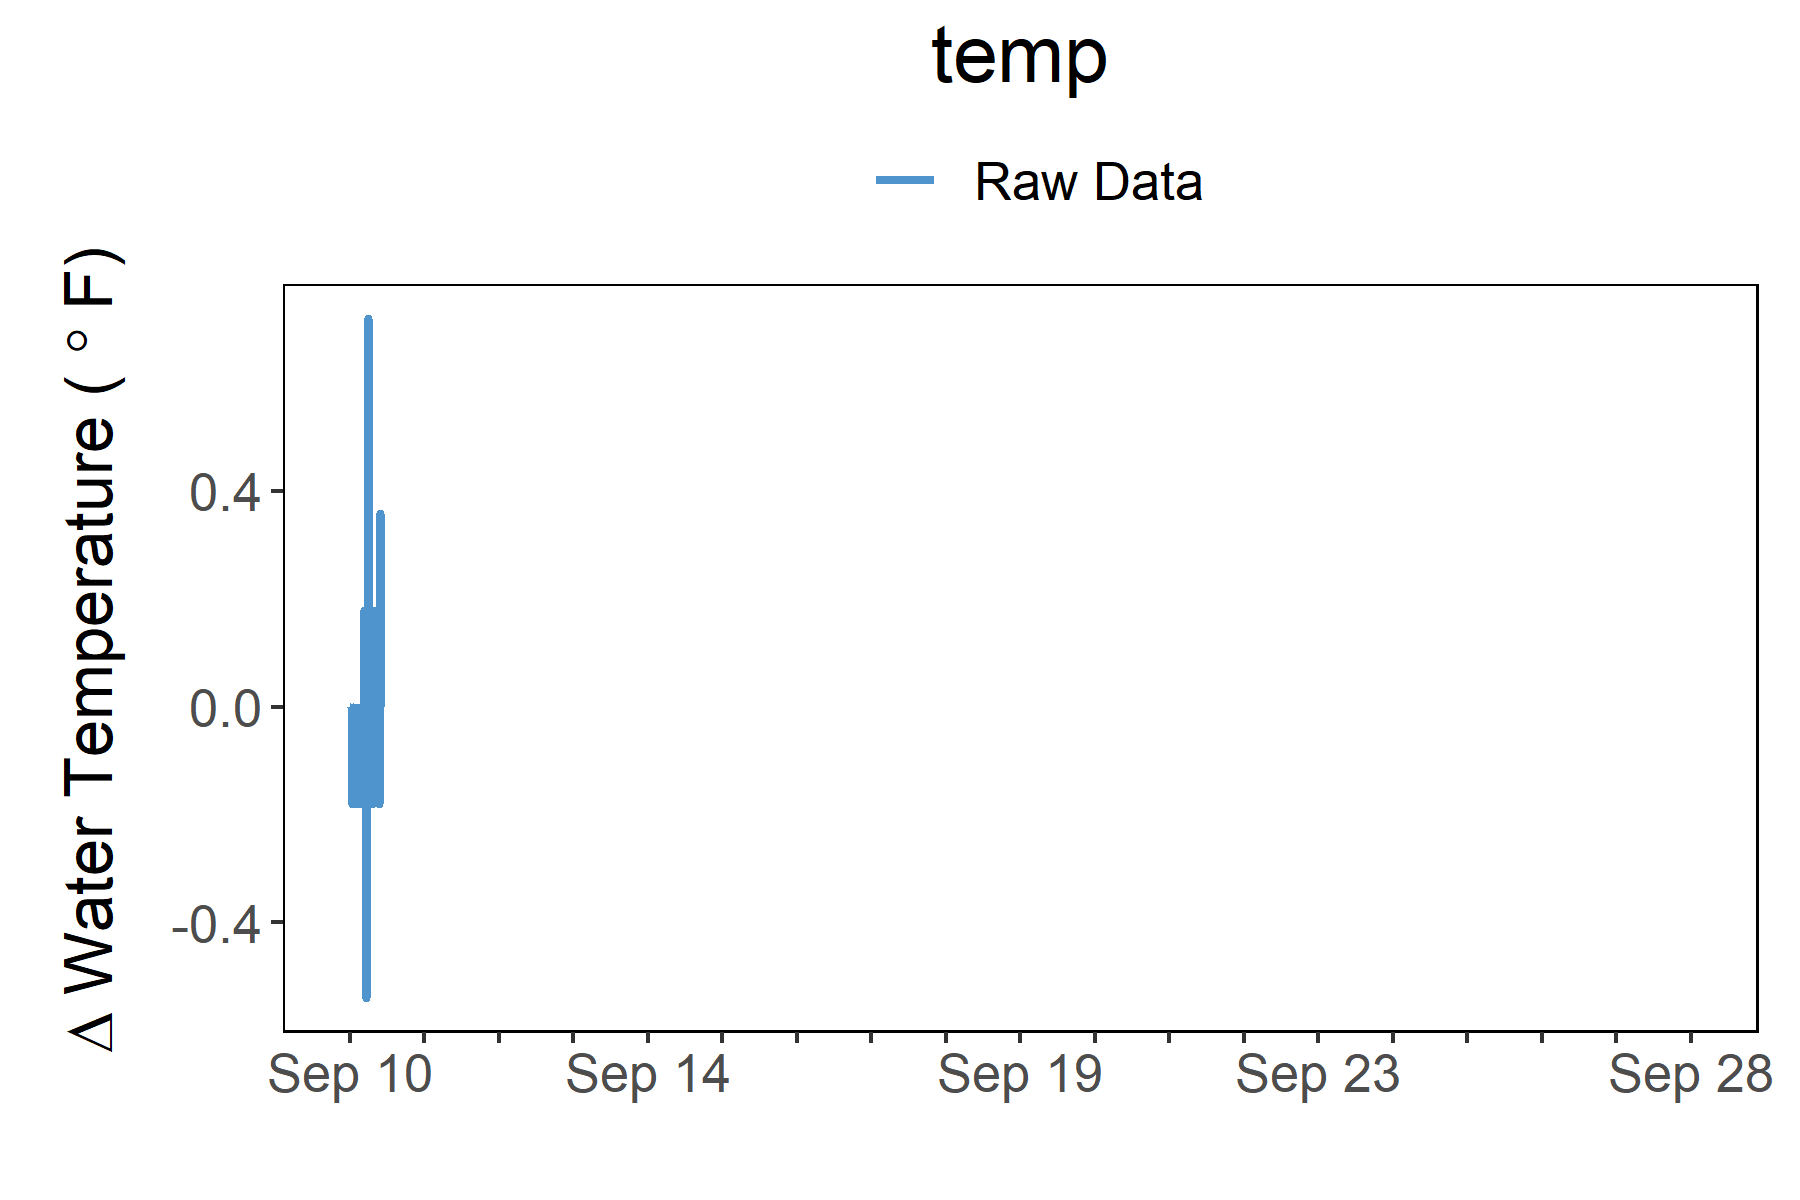 temp
Raw Data
Δ Water Temperature ( ° F)
0.4
0.0
-0.4
Sep 10 Sep 14 Sep 19 Sep 23 Sep 28